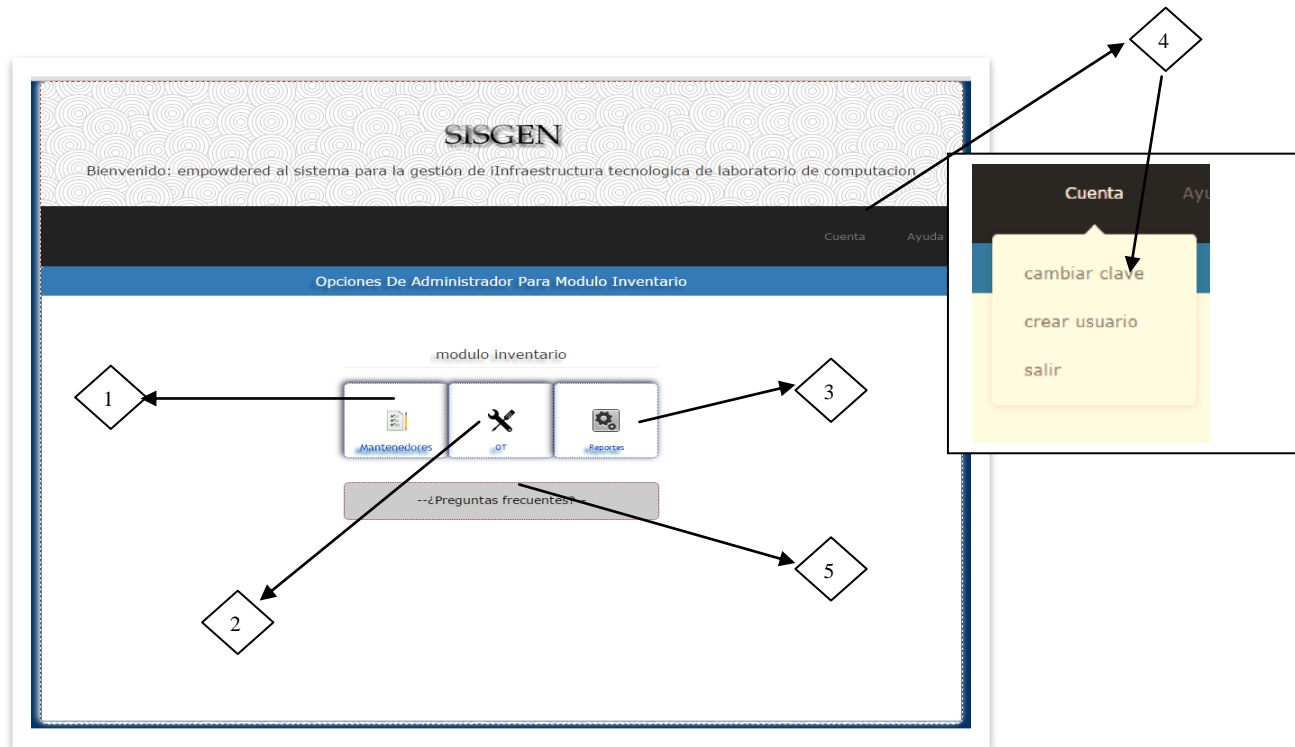 4
SISGEN
Bienvenido: empowdered al sistema para la gestión de iInfraestructura tecnologica de laboratorio de computacion
Cuenta Ayuda
Opciones De Administrador Para Modulo Inventario
Cuenta Ayu
cambiar clave
crear usuario
salir
modulo inventario
1
3
Mantenedores OT Reportes
--¿Preguntas frecuentes?--
5
2